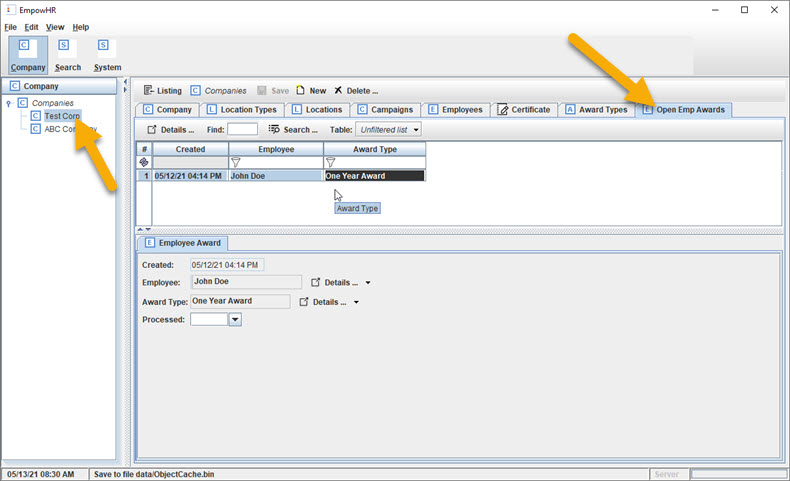 EmpowHR
File Edit View Help
C S S
Company Search System
C Company
C Companies
C Test Corp
C ABC Company
Listing C Companies Save New Delete ...
C Company L Location Types L Locations C Campaigns E Employees Certificate A Award Types E Open Emp Awards
Details ... Find: Search ... Table: Unfiltered list
# Created Employee Award Type
1 05/12/21 04:14 PM John Doe One Year Award
Award Type
E Employee Award
Created: 05/12/21 04:14 PM
Employee: John Doe Details ...
Award Type: One Year Award Details ...
Processed:
05/13/21 08:30 AM Save to file data/ObjectCache.bin Server